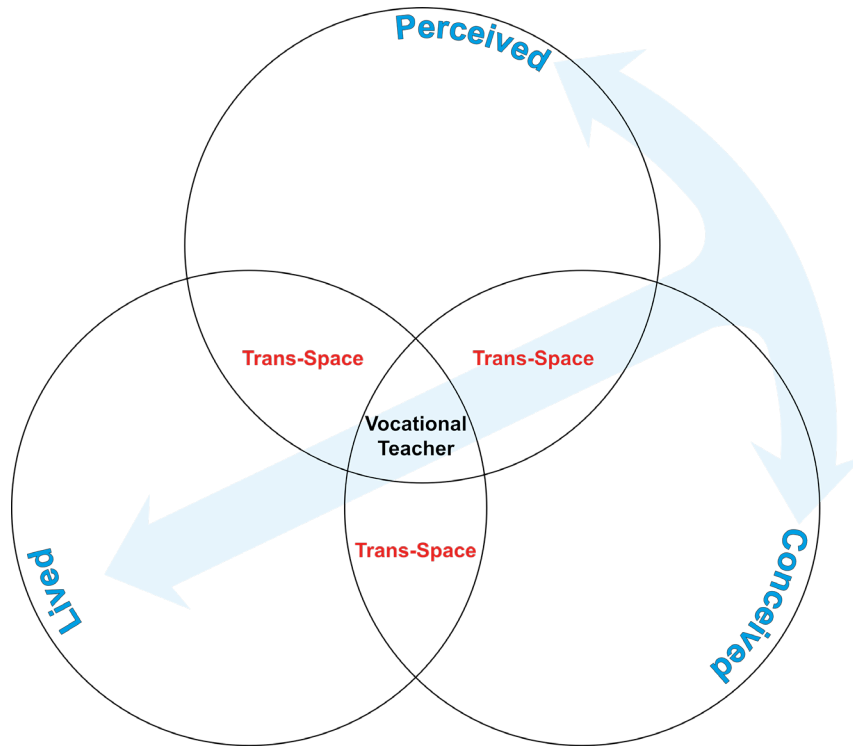 Perceived
Trans-Space
Trans-Space
Vocational
Teacher
Trans-Space
Lived
Conceived